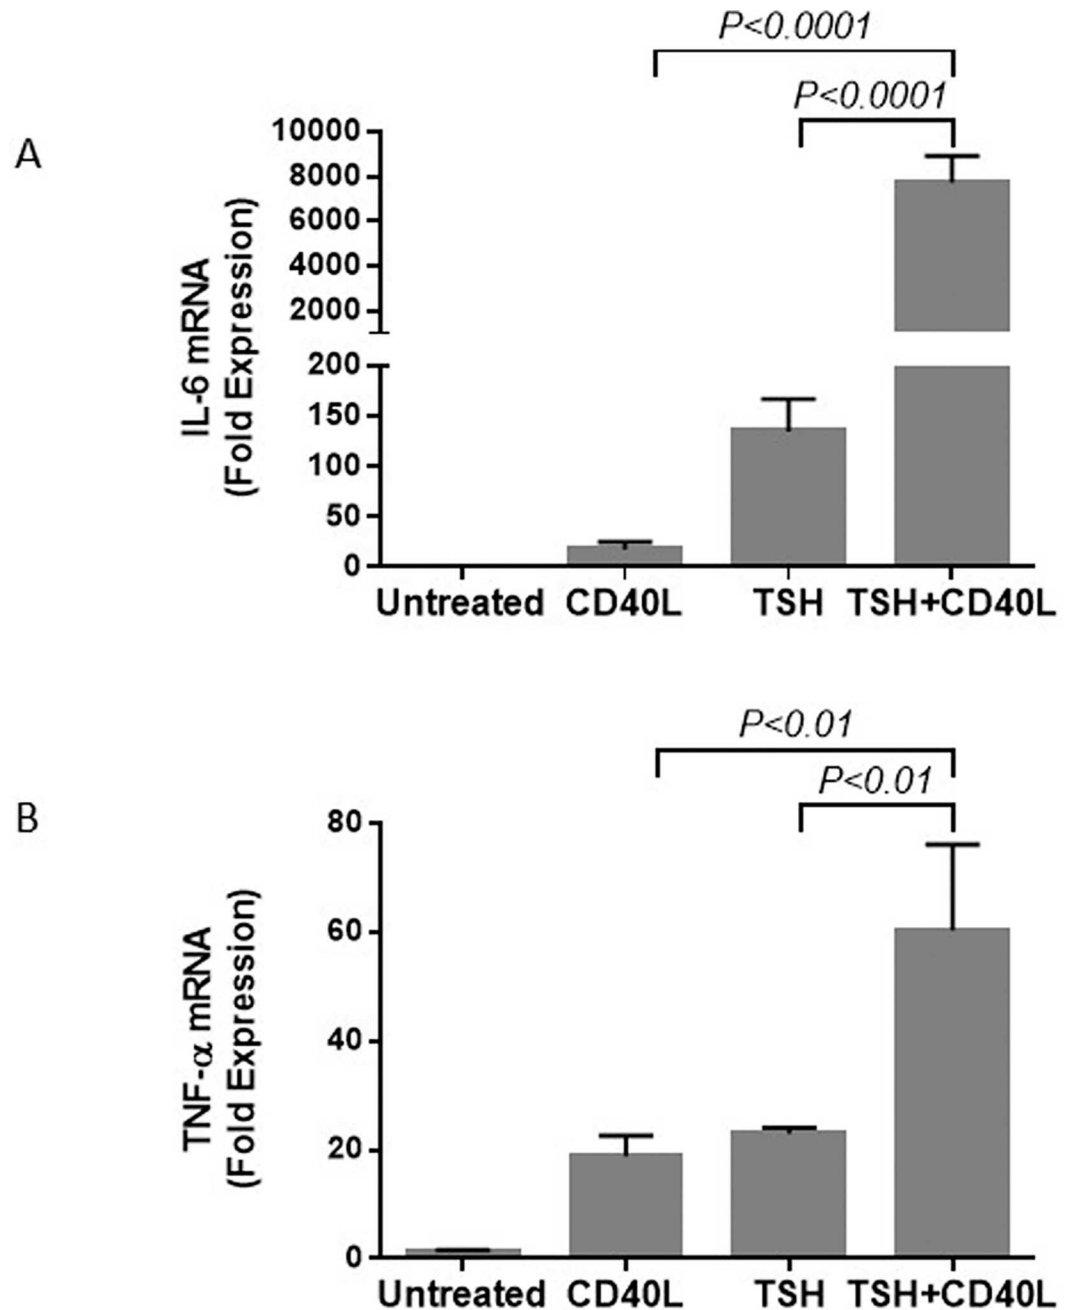 P<0.0001
P<0.0001
A
10000
8000
6000
4000
2000
200
150
100
50
0
IL-6 mRNA
(Fold Expression)
Untreated CD40L TSH TSH+CD40L
P<0.01
P<0.01
B
80
60
40
20
0
TNF-α mRNA
(Fold Expression)
Untreated CD40L TSH TSH+CD40L